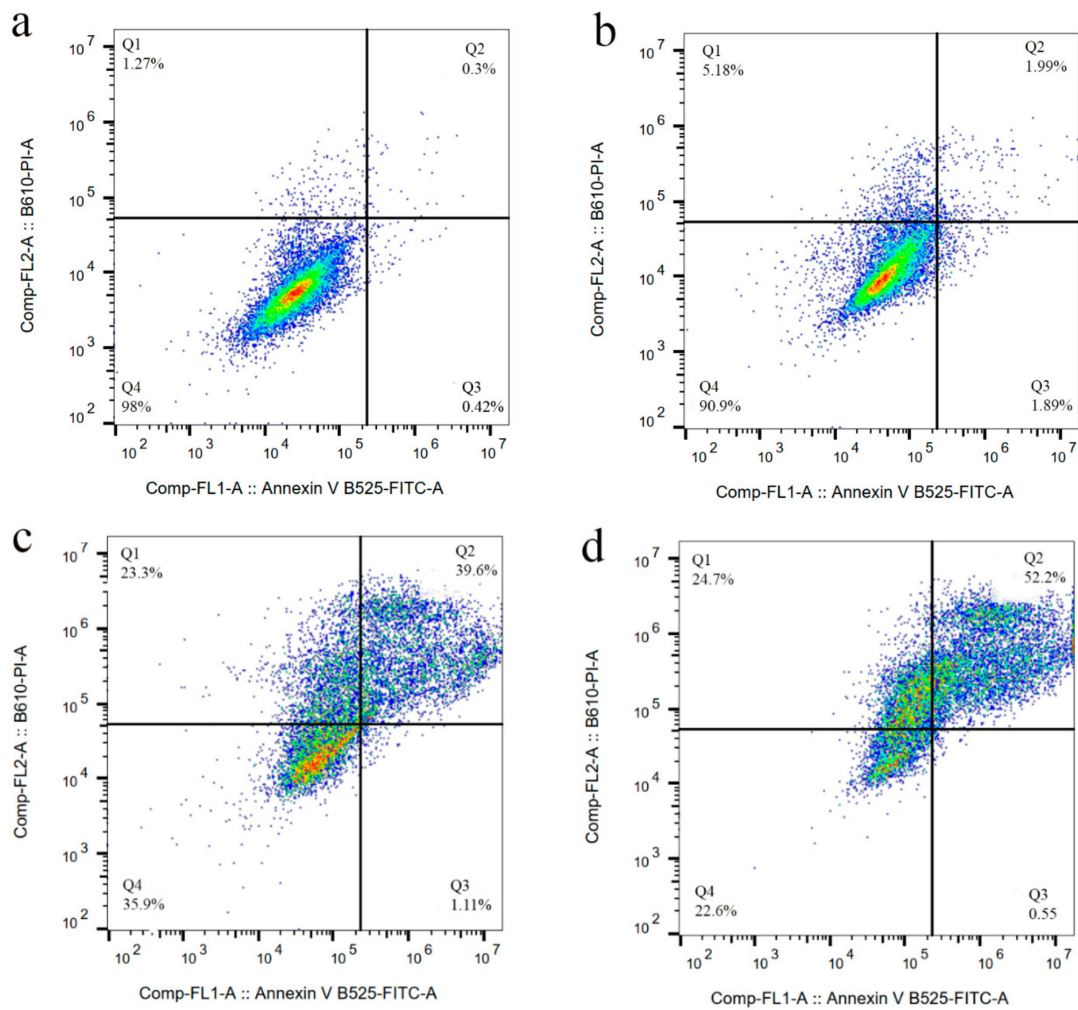 a
Q1
1.27%
Q2
0.3%
10^7
10^6
10^5
10^4
10^3
10^2
Comp-FL2-A :: B610-PI-A
Q4
98%
Q3
0.42%
10^2 10^3 10^4 10^5 10^6 10^7
Comp-FL1-A :: Annexin V B525-FITC-A
b
Q1
5.18%
Q2
1.99%
10^7
10^6
10^5
10^4
10^3
10^2
Comp-FL2-A :: B610-PI-A
Q4
90.9%
Q3
1.89%
10^2 10^3 10^4 10^5 10^6 10^7
Comp-FL1-A :: Annexin V B525-FITC-A
c
Q1
23.3%
Q2
39.6%
10^7
10^6
10^5
10^4
10^3
10^2
Comp-FL2-A :: B610-PI-A
Q4
35.9%
Q3
1.11%
10^2 10^3 10^4 10^5 10^6 10^7
Comp-FL1-A :: Annexin V B525-FITC-A
d
Q1
24.7%
Q2
52.2%
10^7
10^6
10^5
10^4
10^3
10^2
Comp-FL2-A :: B610-PI-A
Q4
22.6%
Q3
0.55
10^2 10^3 10^4 10^5 10^6 10^7
Comp-FL1-A :: Annexin V B525-FITC-A